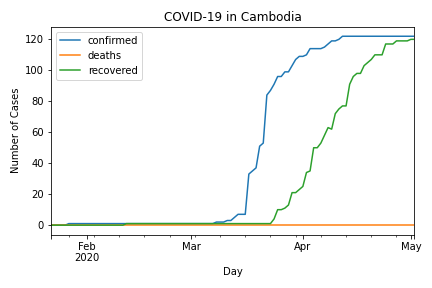 COVID-19 in Cambodia
confirmed
deaths
recovered
120
100
80
60
40
20
0
Number of Cases
Feb
2020
Mar
Apr
May
Day